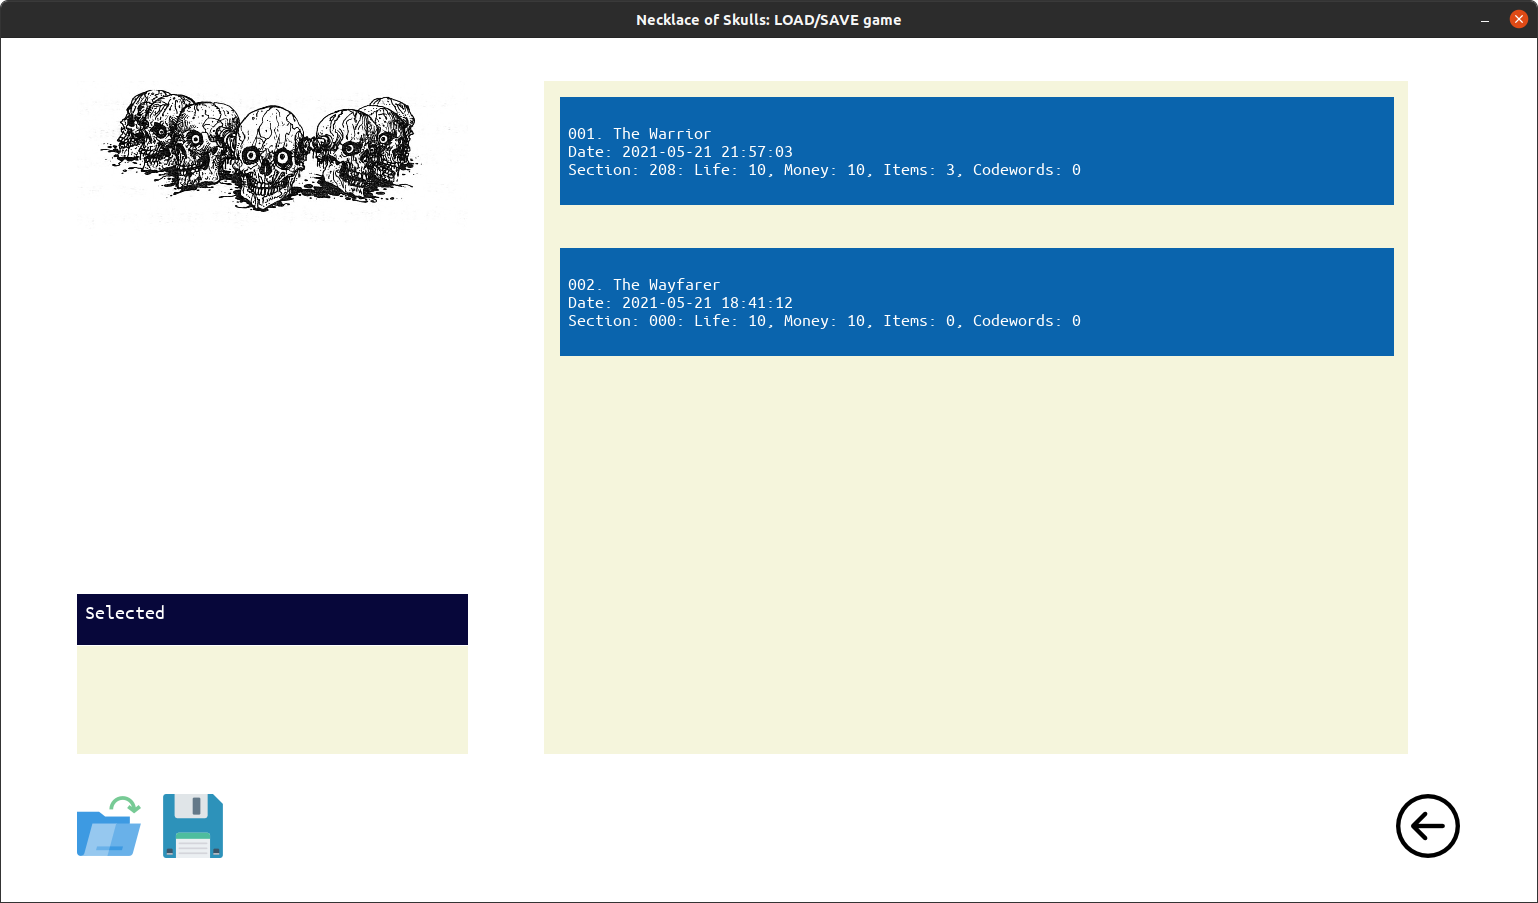 Necklace of Skulls: LOAD/SAVE game
001. The Warrior
Date: 2021-05-21 21:57:03
Section: 208: Life: 10, Money: 10, Items: 3, Codewords: 0
002. The Wayfarer
Date: 2021-05-21 18:41:12
Section: 000: Life: 10, Money: 10, Items: 0, Codewords: 0
Selected